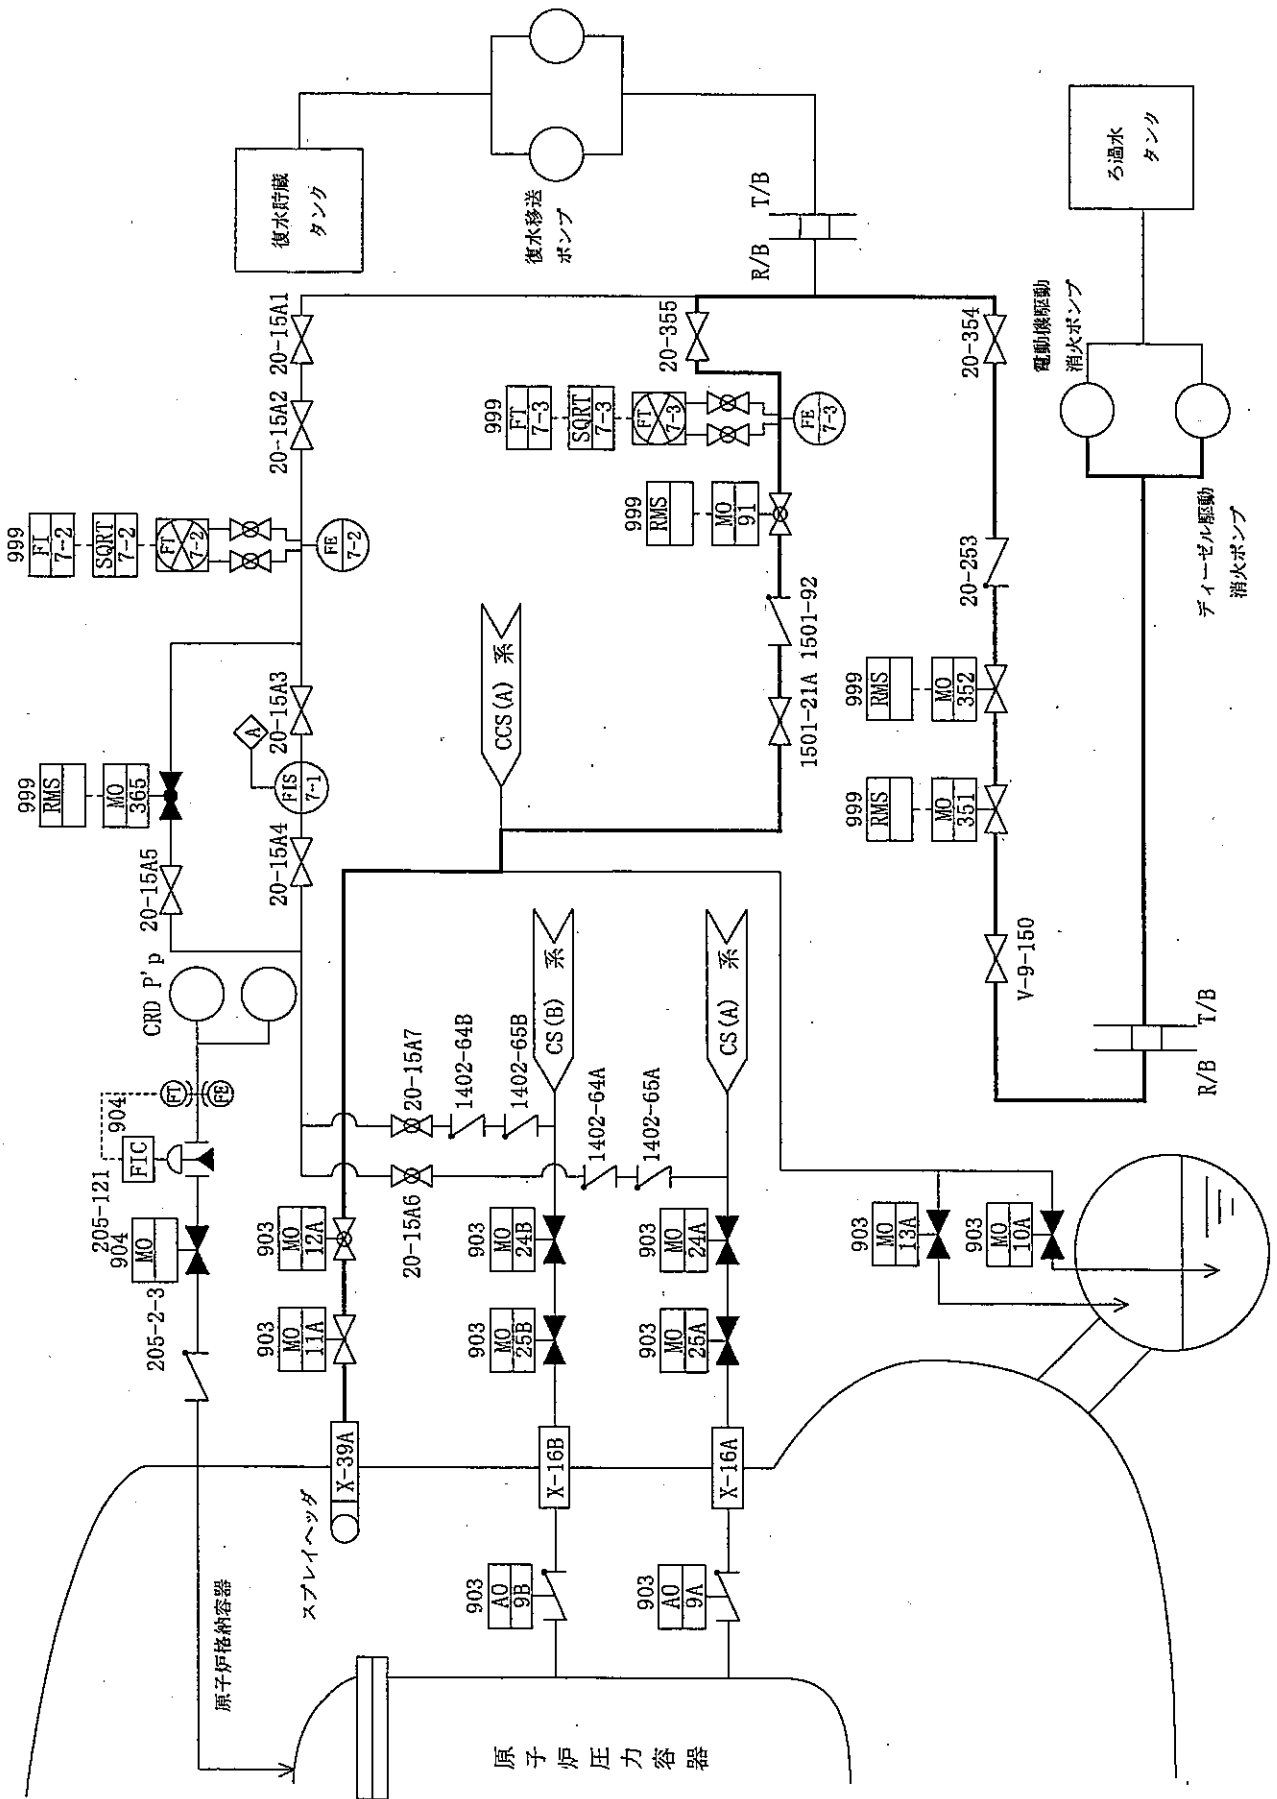 999
FI
7-2
SQRT
7-2
FT
7-2
FE
7-2
999
RMS
MO
365
20-15A5
CRD P'p
FT
FE
904
FIC
205-121
904
MO
205-2-3
原子炉格納容器
復水貯蔵
タンク
20-15A1
20-15A2
A
20-15A3
FIS
7-1
20-15A4
903
MO
12A
903
MO
11A
X-39A
スプレイヘッダ
20-15A7
20-15A6
1402-64B
1402-65B
復水移送
ポンプ
999
FT
7-3
SQRT
7-3
FT
7-3
FE
7-3
20-355
CCS(A) 系
CS(B) 系
903
MO
24B
903
MO
25B
X-16B
903
AO
9B
原子炉圧力容器
1402-64A
1402-65A
T/B
R/B
999
RMS
MO
91
1501-92
1501-21A
CS(A) 系
903
MO
24A
903
MO
25A
X-16A
903
AO
9A
999
RMS
MO
352
999
RMS
MO
351
20-354
20-253
V-9-150
903
MO
13A
903
MO
10A
ろ過水
タンク
電動機駆動
消火ポンプ
ディーゼル駆動
消火ポンプ
T/B
R/B